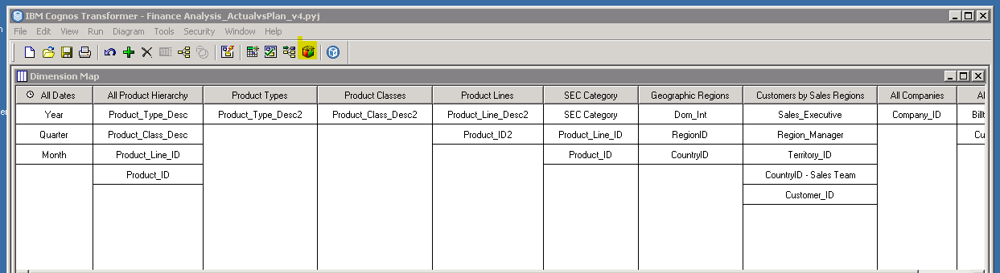 IBM Cognos Transformer - Finance Analysis_ActualvsPlan_v4.pyj
File Edit View Run Diagram Tools Security Window Help
Dimension Map
All Dates All Product Hierarchy Product Types Product Classes Product Lines SEC Category Geographic Regions Customers by Sales Regions All Companies Al
Year Product_Type_Desc Product_Type_Desc2 Product_Class_Desc2 Product_Line_Desc2 SEC Category Dom_Int Sales_Executive Company_ID Billt
Quarter Product_Class_Desc Product_ID2 Product_Line_ID RegionID Region_Manager Cu
Month Product_Line_ID Product_ID CountryID Territory_ID
Product_ID CountryID - Sales Team
Customer_ID